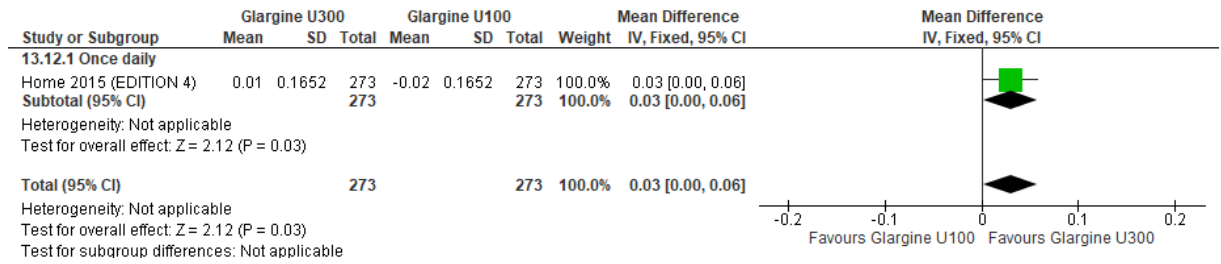 Glargine U300 Glargine U100 Mean Difference Mean Difference
Study or Subgroup Mean SD Total Mean SD Total Weight IV, Fixed, 95% CI IV, Fixed, 95% CI
13.12.1 Once daily
Home 2015 (EDITION 4) 0.01 0.1652 273 -0.02 0.1652 273 100.0% 0.03 [0.00, 0.06]
Subtotal (95% CI) 273 273 100.0% 0.03 [0.00, 0.06]
Heterogeneity: Not applicable
Test for overall effect: Z = 2.12 (P = 0.03)
Total (95% CI) 273 273 100.0% 0.03 [0.00, 0.06]
Heterogeneity: Not applicable
Test for overall effect: Z = 2.12 (P = 0.03)
Test for subgroup differences: Not applicable
-0.2 -0.1 0 0.1 0.2
Favours Glargine U100 Favours Glargine U300